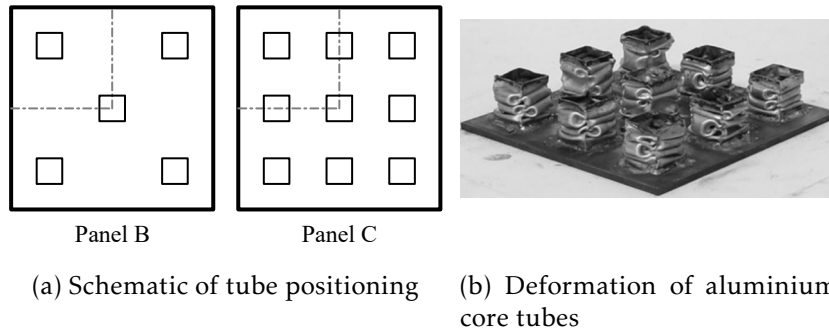 Panel B
Panel C
(a) Schematic of tube positioning
(b) Deformation of aluminium
core tubes